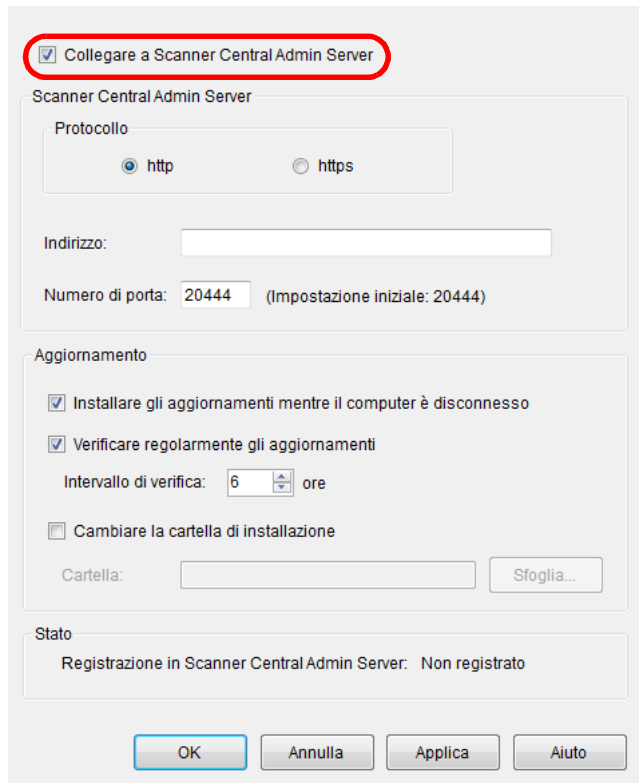 Collegare a Scanner Central Admin Server
Scanner Central Admin Server
Protocollo
http https
Indirizzo:
Numero di porta: 20444 (Impostazione iniziale: 20444)
Aggiornamento
Installare gli aggiornamenti mentre il computer è disconnesso
Verificare regolarmente gli aggiornamenti
Intervallo di verifica: 6 ore
Cambiare la cartella di installazione
Cartella: Sfoglia...
Stato
Registrazione in Scanner Central Admin Server: Non registrato
OK Annulla Applica Aiuto